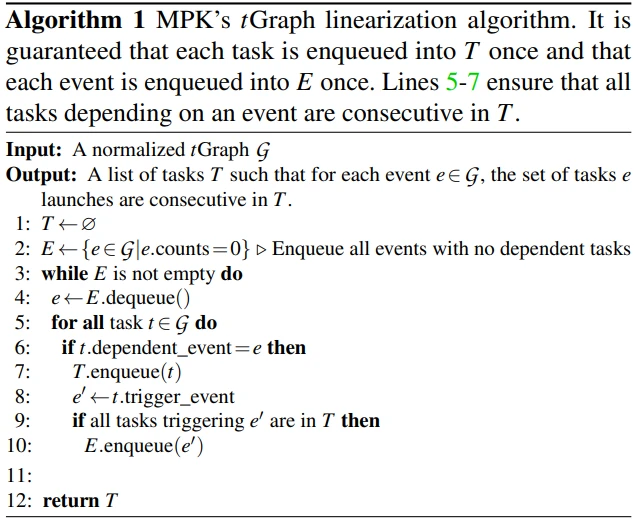 Algorithm 1 MPK's tGraph linearization algorithm. It is
guaranteed that each task is enqueued into T once and that
each event is enqueued into E once. Lines 5-7 ensure that all
tasks depending on an event are consecutive in T.
Input: A normalized tGraph 𝒢
Output: A list of tasks T such that for each event e∈𝒢, the set of tasks e
launches are consecutive in T.
1: T←∅
2: E←{e∈𝒢|e.counts=0} ▷ Enqueue all events with no dependent tasks
3: while E is not empty do
4: e←E.dequeue()
5: for all task t∈𝒢 do
6: if t.dependent_event=e then
7: T.enqueue(t)
8: e′←t.trigger_event
9: if all tasks triggering e′ are in T then
10: E.enqueue(e′)
11:
12: return T